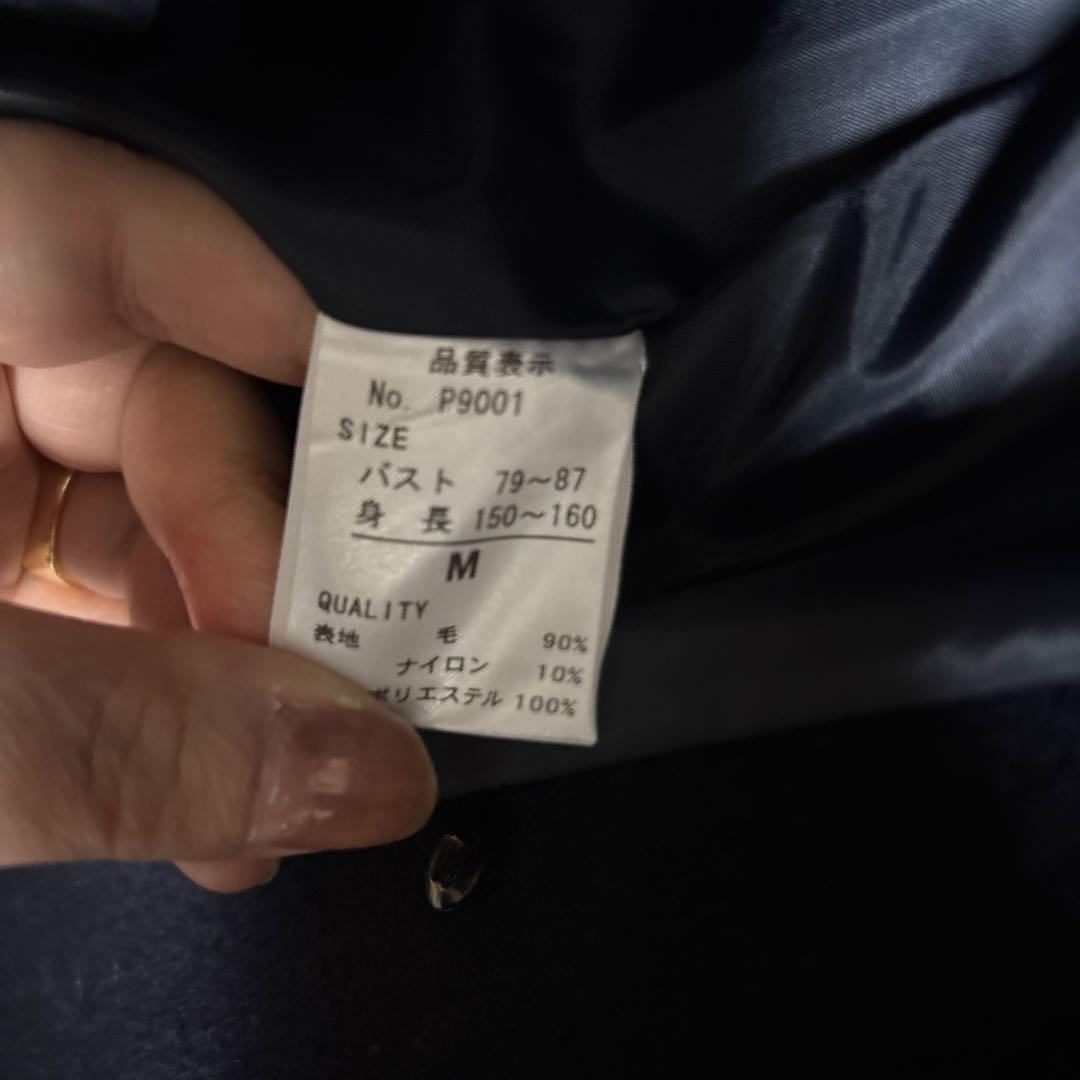 品質表示
No. P9001
SIZE
バスト 79～87
身 長 150～160
M
QUALITY
表地 毛 90%
ナイロン 10%
ポリエステル 100%